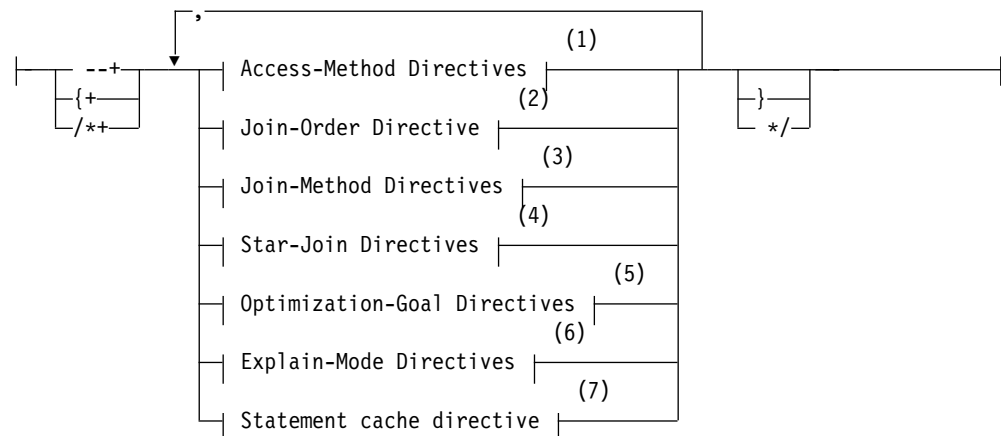 ,
(1)
--+ Access-Method Directives
{+ (2) }
/*+ Join-Order Directive */
(3)
Join-Method Directives
(4)
Star-Join Directives
(5)
Optimization-Goal Directives
(6)
Explain-Mode Directives
(7)
Statement cache directive